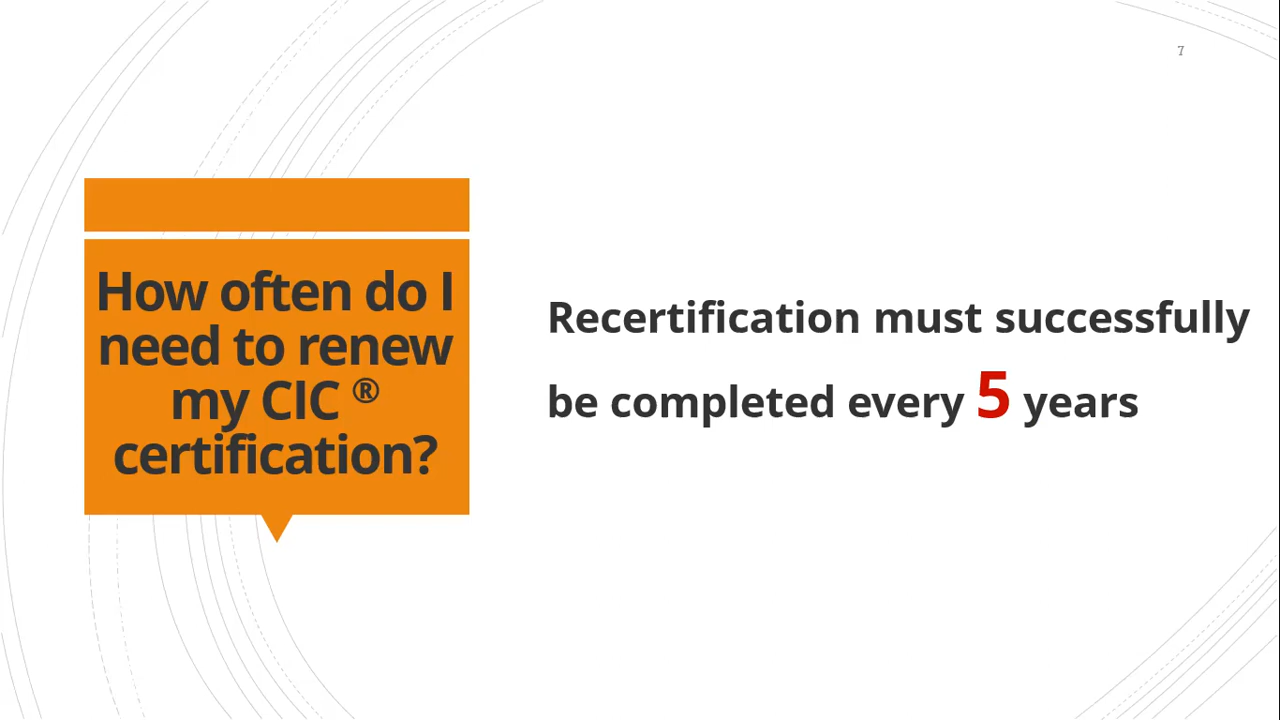 7
How often do I
need to renew
my CIC ®
certification?
Recertification must successfully
be completed every 5 years